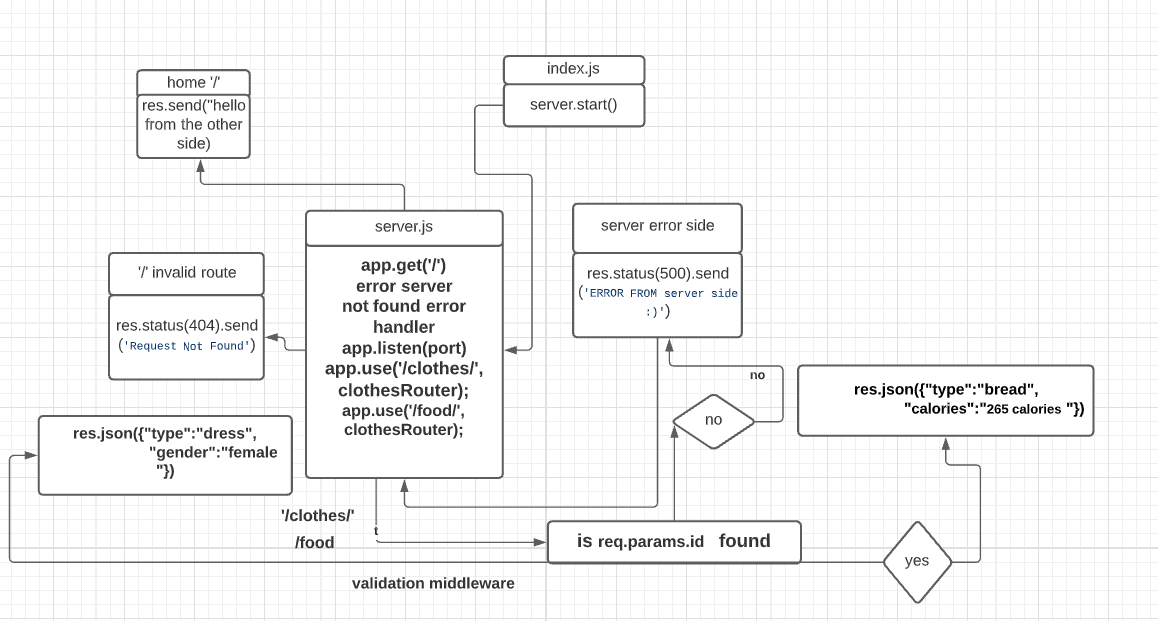 index.js
server.start()
home '/'
res.send("hello
from the other
side)
server.js
app.get('/')
error server
not found error
handler
app.listen(port)
app.use('/clothes/',
clothesRouter);
app.use('/food/',
clothesRouter);
server error side
res.status(500).send
('ERROR FROM server side
:)')
'/' invalid route
res.status(404).send
('Request Not Found')
no
no
res.json({"type":"bread",
"calories":"265 calories "})
res.json({"type":"dress",
"gender":"female
"})
'/clothes/'
/food
t
is req.params.id found
yes
validation middleware